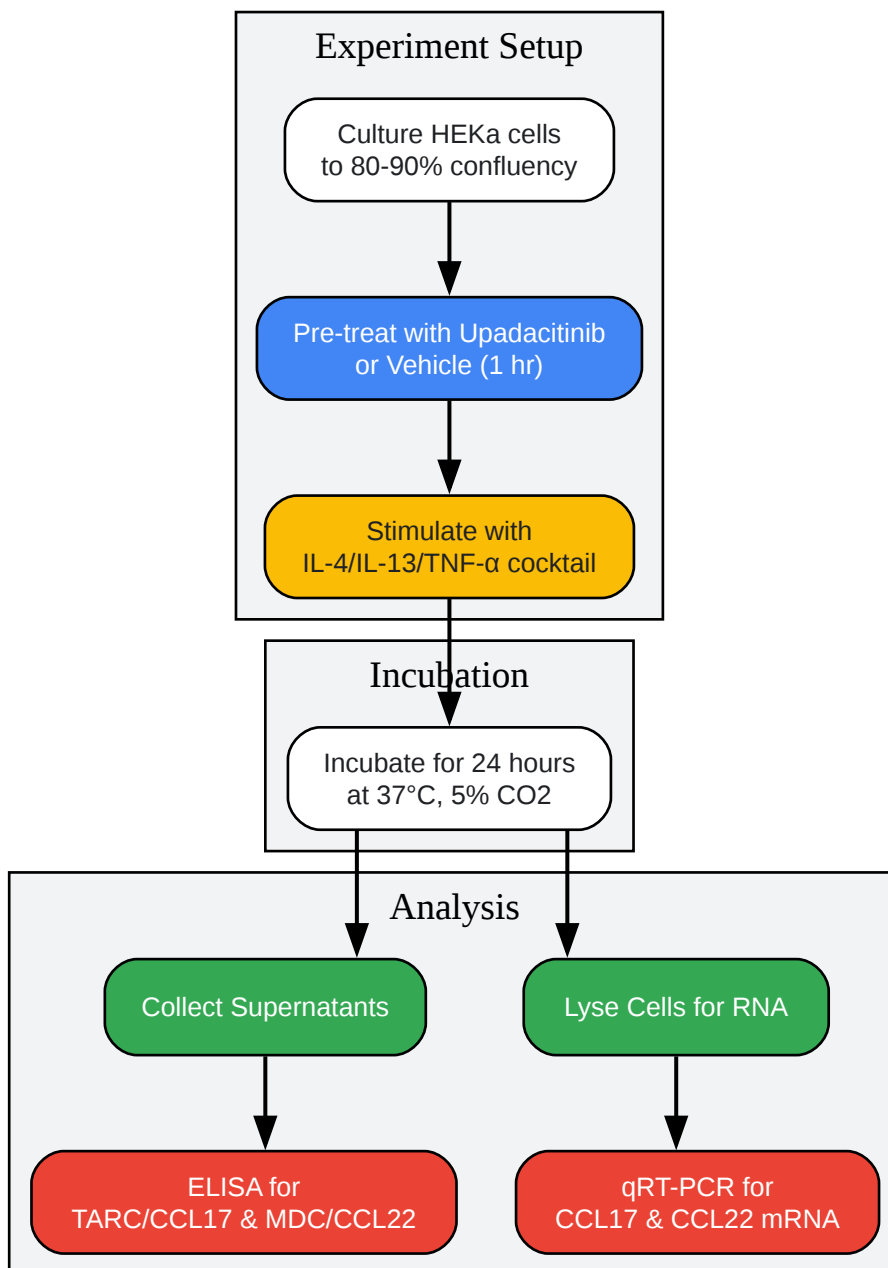 Experiment Setup
Culture HEKa cells
to 80-90% confluency
Pre-treat with Upadacitinib
or Vehicle (1 hr)
Stimulate with
IL-4/IL-13/TNF-α cocktail
Incubation
Incubate for 24 hours
at 37°C, 5% CO2
Analysis
Collect Supernatants
Lyse Cells for RNA
ELISA for
TARC/CCL17 & MDC/CCL22
qRT-PCR for
CCL17 & CCL22 mRNA